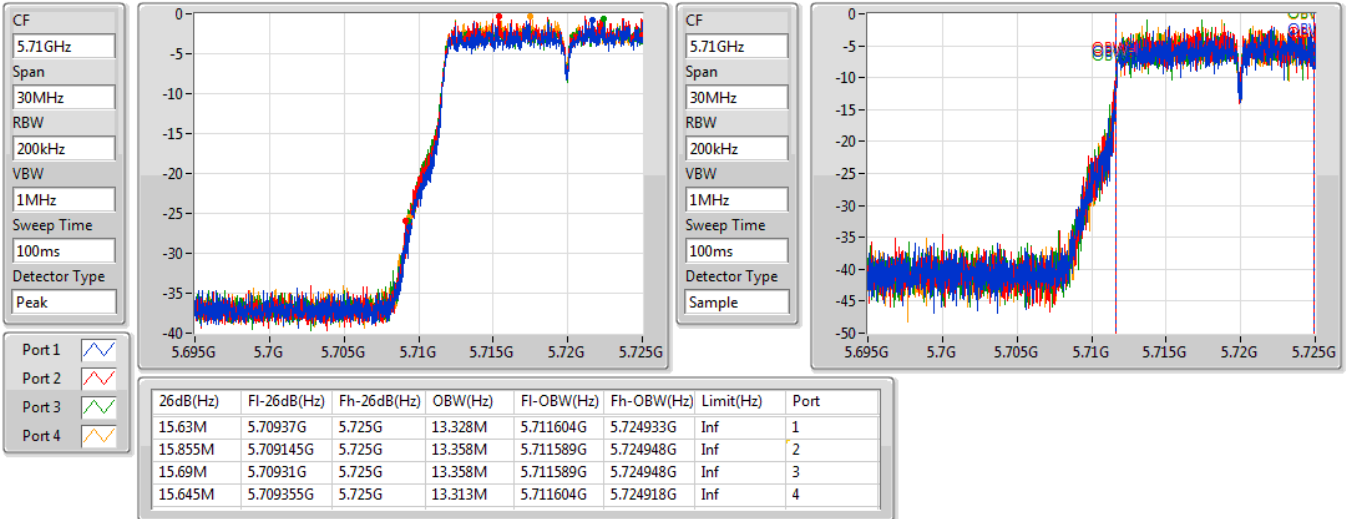 CF
5.71GHz
Span
30MHz
RBW
200kHz
VBW
1MHz
Sweep Time
100ms
Detector Type
Peak
0
-5
-10
-15
-20
-25
-30
-35
-40
5.695G 5.7G 5.705G 5.71G 5.715G 5.72G 5.725G
CF
5.71GHz
Span
30MHz
RBW
200kHz
VBW
1MHz
Sweep Time
100ms
Detector Type
Sample
0
-5
-10
-15
-20
-25
-30
-35
-40
-45
-50
5.695G 5.7G 5.705G 5.71G 5.715G 5.72G 5.725G
Port 1
Port 2
Port 3
Port 4
26dB(Hz) Fl-26dB(Hz) Fh-26dB(Hz) OBW(Hz) Fl-OBW(Hz) Fh-OBW(Hz) Limit(Hz) Port
15.63M 5.70937G 5.725G 13.328M 5.711604G 5.724933G Inf 1
15.855M 5.709145G 5.725G 13.358M 5.711589G 5.724948G Inf 2
15.69M 5.70931G 5.725G 13.358M 5.711589G 5.724948G Inf 3
15.645M 5.709355G 5.725G 13.313M 5.711604G 5.724918G Inf 4